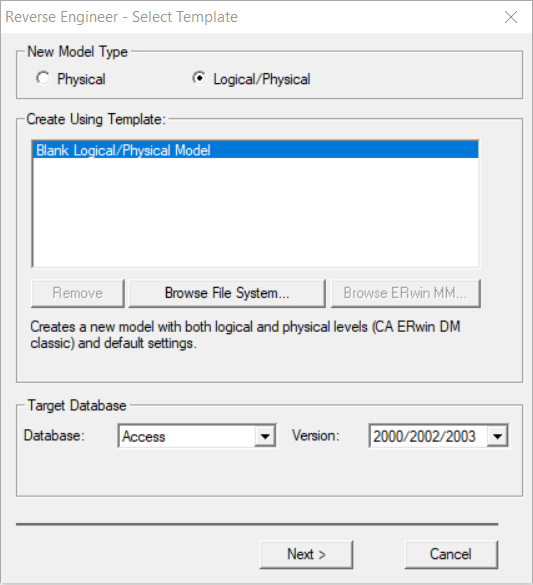 Reverse Engineer - Select Template
New Model Type
Physical
Logical/Physical
Create Using Template:
Blank Logical/Physical Model
Remove
Browse File System...
Browse ERwin MM...
Creates a new model with both logical and physical levels (CA ERwin DM
classic) and default settings.
Target Database
Database:
Access
Version:
2000/2002/2003
Next >
Cancel